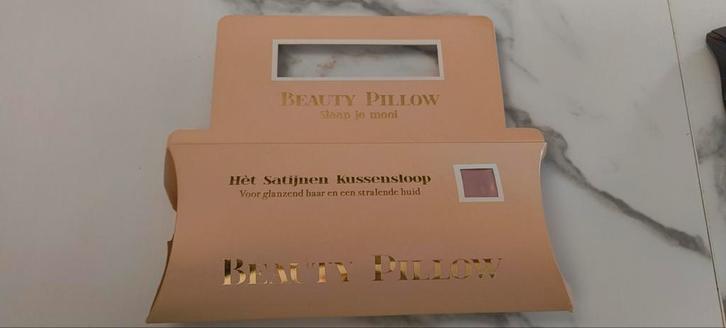 BEAUTY PILLOW
Slaap je mooi
Hèt Satijnen Kussensloop
Voor glanzend haar en een stralende huid
BEAUTY PILLOW